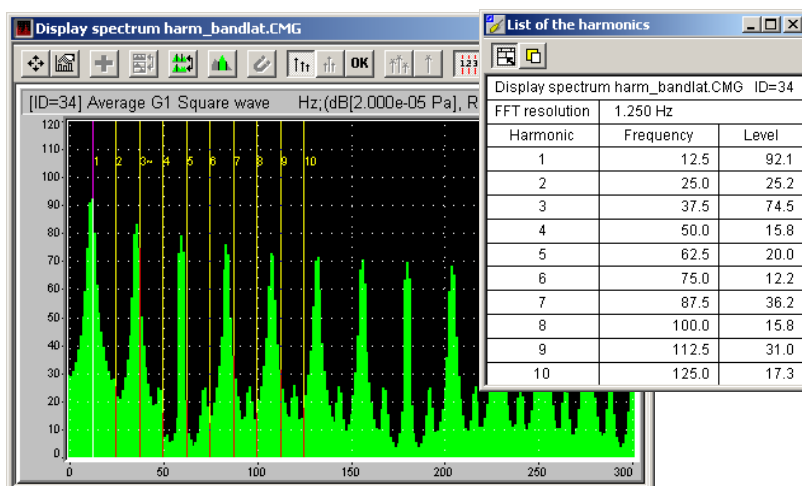 Display spectrum harm_bandlat.CMG
OK
123
[ID=34] Average G1 Square wave Hz;(dB[2.000e-05 Pa], R
120
110
100
90
80
70
60
50
40
30
20
10
0
1 2 3~ 4 5 6 7 8 9 10
0 50 100 150 200 250 300
List of the harmonics
Display spectrum harm_bandlat.CMG ID=34
FFT resolution 1.250 Hz
Harmonic Frequency Level
1 12.5 92.1
2 25.0 25.2
3 37.5 74.5
4 50.0 15.8
5 62.5 20.0
6 75.0 12.2
7 87.5 36.2
8 100.0 15.8
9 112.5 31.0
10 125.0 17.3